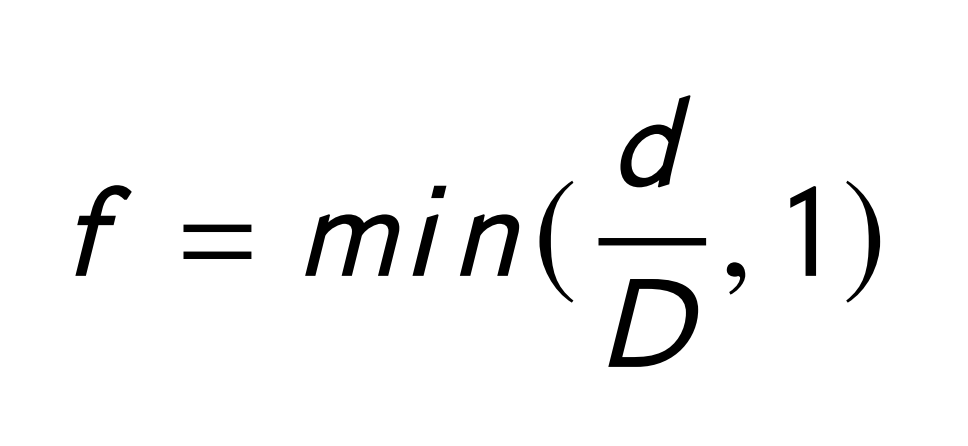 f = min(d/D, 1)